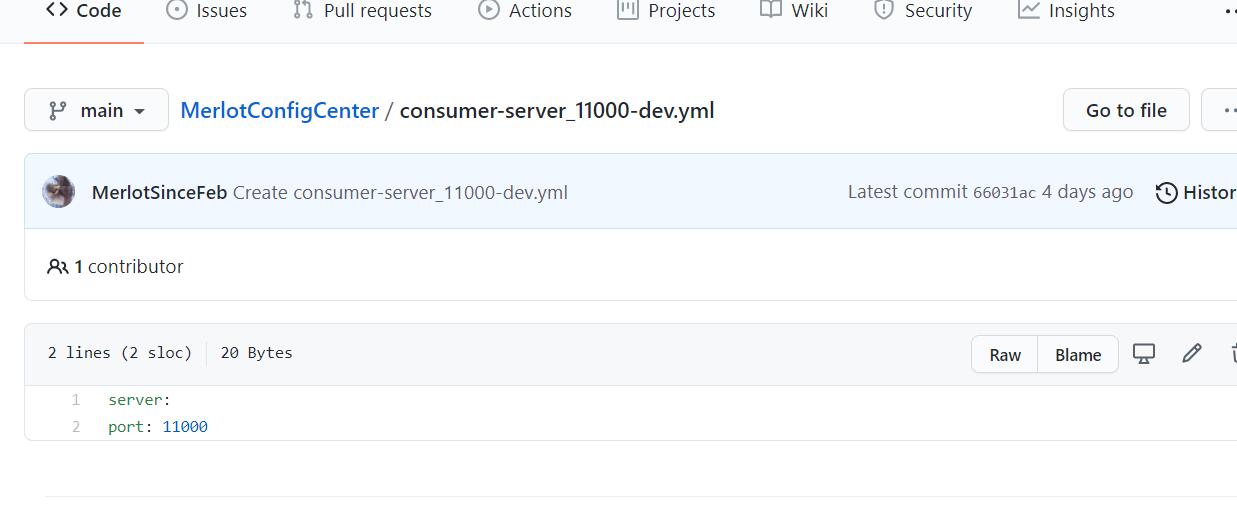 Code Issues Pull requests Actions Projects Wiki Security Insights
main MerlotConfigCenter / consumer-server_11000-dev.yml Go to file
MerlotSinceFeb Create consumer-server_11000-dev.yml Latest commit 66031ac 4 days ago Histor
1 contributor
2 lines (2 sloc) 20 Bytes Raw Blame
1 server:
2 port: 11000